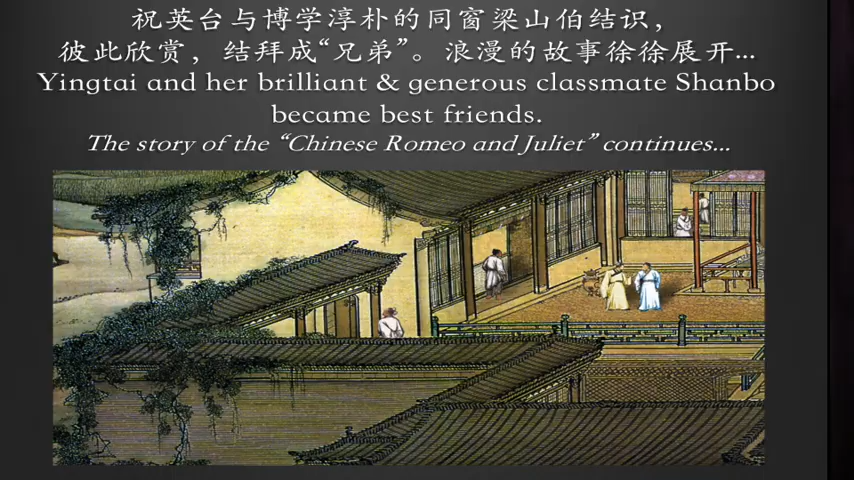 祝英台与博学淳朴的同窗梁山伯结识，
彼此欣赏，结拜成“兄弟”。浪漫的故事徐徐展开...
Yingtai and her brilliant & generous classmate Shanbo
became best friends.
The story of the “Chinese Romeo and Juliet” continues...